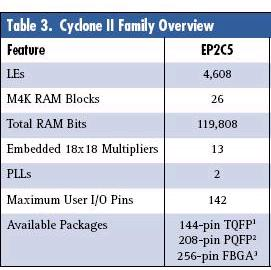 Table 3. Cyclone II Family Overview
Feature EP2C5
LEs 4,608
M4K RAM Blocks 26
Total RAM Bits 119,808
Embedded 18x18 Multipliers 13
PLLs 2
Maximum User I/O Pins 142
Available Packages 144-pin TQFP¹
208-pin PQFP²
256-pin FBGA³